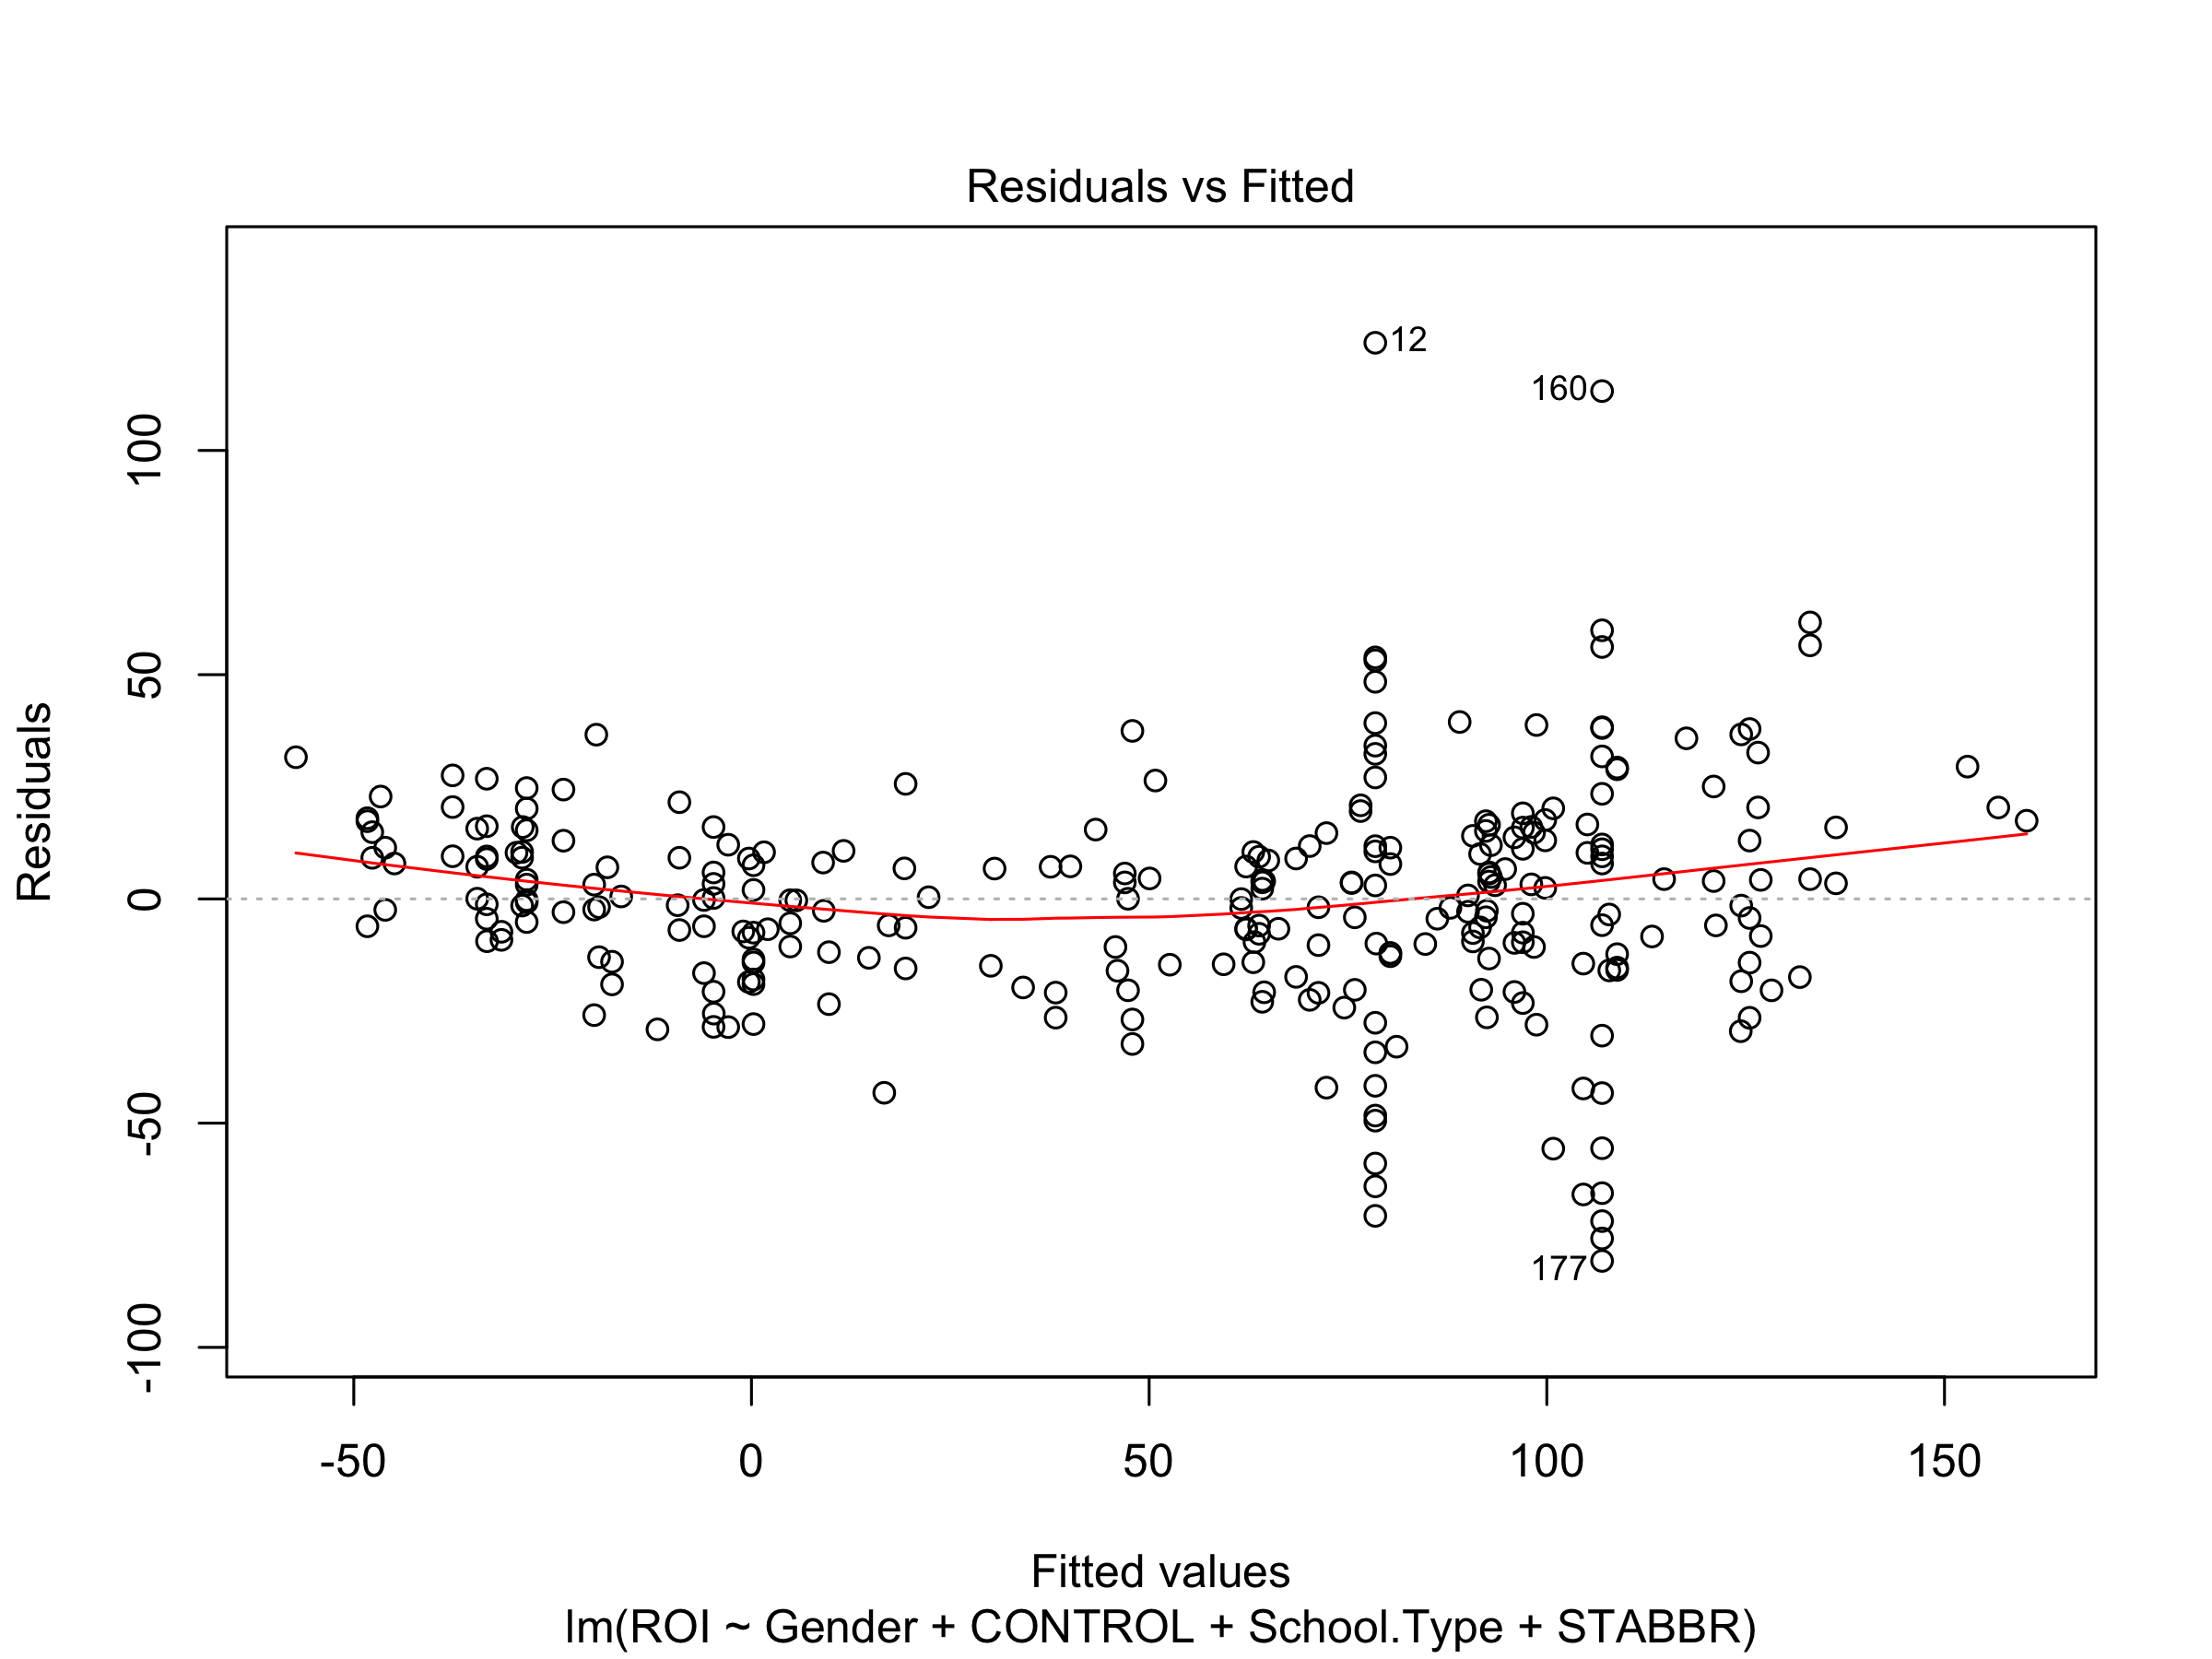 Residuals vs Fitted
12
160
100
50
0
-50
-100
Residuals
177
-50 0 50 100 150
Fitted values
lm(ROI ~ Gender + CONTROL + School.Type + STABBR)